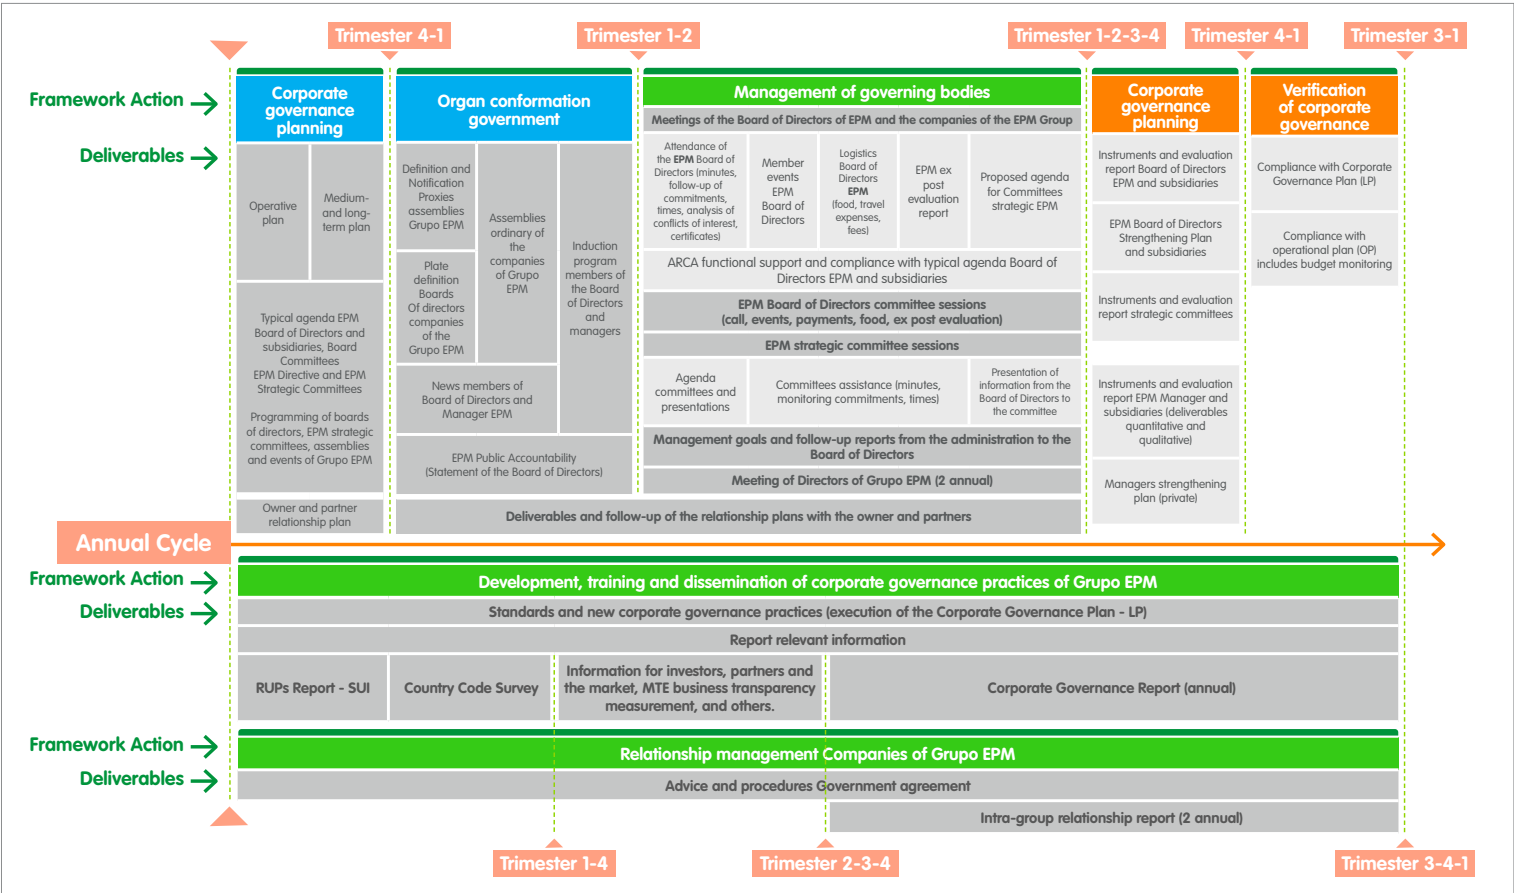 Trimester 4-1
Trimester 1-2
Trimester 1-2-3-4
Trimester 4-1
Trimester 3-1
Framework Action
Corporate
governance
planning
Organ conformation
government
Management of governing bodies
Corporate
governance
planning
Verification
of corporate
governance
Deliverables
Operative
plan
Medium-
and long-
term plan
Typical agenda EPM
Board of Directors and
subsidiaries, Board
Committees
EPM Directive and EPM
Strategic Committees
Programming of boards
of directors, EPM strategic
committees, assemblies
and events of Grupo EPM
Owner and partner
relationship plan
Definition and
Notification
Proxies
assemblies
Grupo EPM
Plate
definition
Boards
Of directors
companies
of the
Grupo EPM
Assemblies
ordinary of
the
companies
of Grupo
EPM
Induction
program
members of
the Board
of Directors
and
managers
News members of
Board of Directors and
Manager EPM
EPM Public Accountability
(Statement of the Board of Directors)
Meetings of the Board of Directors of EPM and the companies of the EPM Group
Attendance of
the EPM Board of
Directors (minutes,
follow-up of
commitments,
times, analysis of
conflicts of interest,
certificates)
Member
events
EPM
Board of
Directors
Logistics
Board of
Directors
EPM
(food, travel
expenses,
fees)
EPM ex
post
evaluation
report
Proposed agenda
for Committees
strategic EPM
ARCA functional support and compliance with typical agenda Board of
Directors EPM and subsidiaries
EPM Board of Directors committee sessions
(call, events, payments, food, ex post evaluation)
EPM strategic committee sessions
Agenda
committees and
presentations
Committees assistance (minutes,
monitoring commitments, times)
Presentation of
information from the
Board of Directors to
the committee
Management goals and follow-up reports from the administration to the
Board of Directors
Meeting of Directors of Grupo EPM (2 annual)
Deliverables and follow-up of the relationship plans with the owner and partners
Instruments and evaluation
report Board of Directors
EPM and subsidiaries
EPM Board of Directors
Strengthening Plan
and subsidiaries
Instruments and evaluation
report strategic committees
Instruments and evaluation
report EPM Manager and
subsidiaries (deliverables
quantitative and
qualitative)
Managers strengthening
plan (private)
Compliance with Corporate
Governance Plan (LP)
Compliance with
operational plan (OP)
includes budget monitoring
Annual Cycle
Framework Action
Development, training and dissemination of corporate governance practices of Grupo EPM
Deliverables
Standards and new corporate governance practices (execution of the Corporate Governance Plan - LP)
Report relevant information
RUPs Report - SUI
Country Code Survey
Information for investors, partners and
the market, MTE business transparency
measurement, and others.
Corporate Governance Report (annual)
Framework Action
Relationship management Companies of Grupo EPM
Deliverables
Advice and procedures Government agreement
Intra-group relationship report (2 annual)
Trimester 1-4
Trimester 2-3-4
Trimester 3-4-1